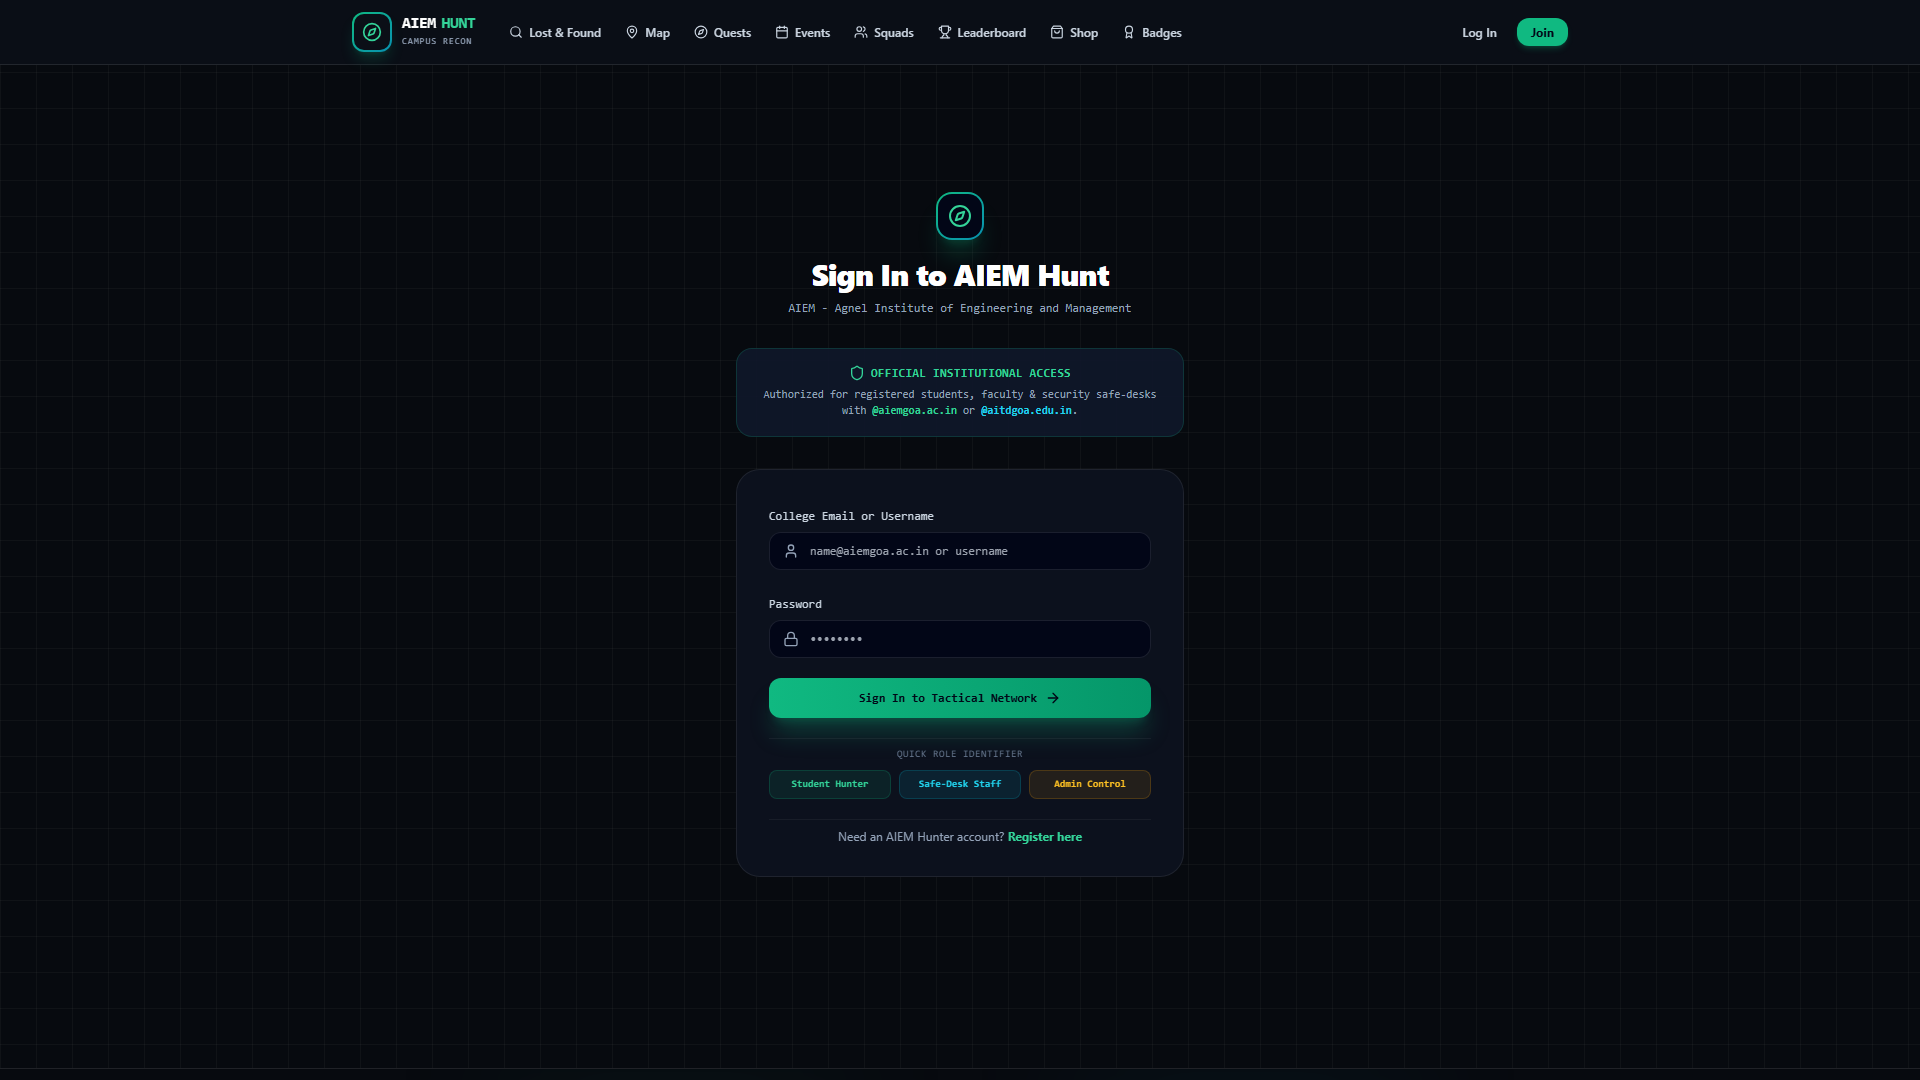 AIEM HUNT
CAMPUS RECON
Lost & Found
Map
Quests
Events
Squads
Leaderboard
Shop
Badges
Log In
Join
Sign In to AIEM Hunt
AIEM - Agnel Institute of Engineering and Management
OFFICIAL INSTITUTIONAL ACCESS
Authorized for registered students, faculty & security safe-desks
with @aiemgoa.ac.in or @aitdgoa.edu.in.
College Email or Username
name@aiemgoa.ac.in or username
Password
••••••••
Sign In to Tactical Network →
QUICK ROLE IDENTIFIER
Student Hunter
Safe-Desk Staff
Admin Control
Need an AIEM Hunter account? Register here